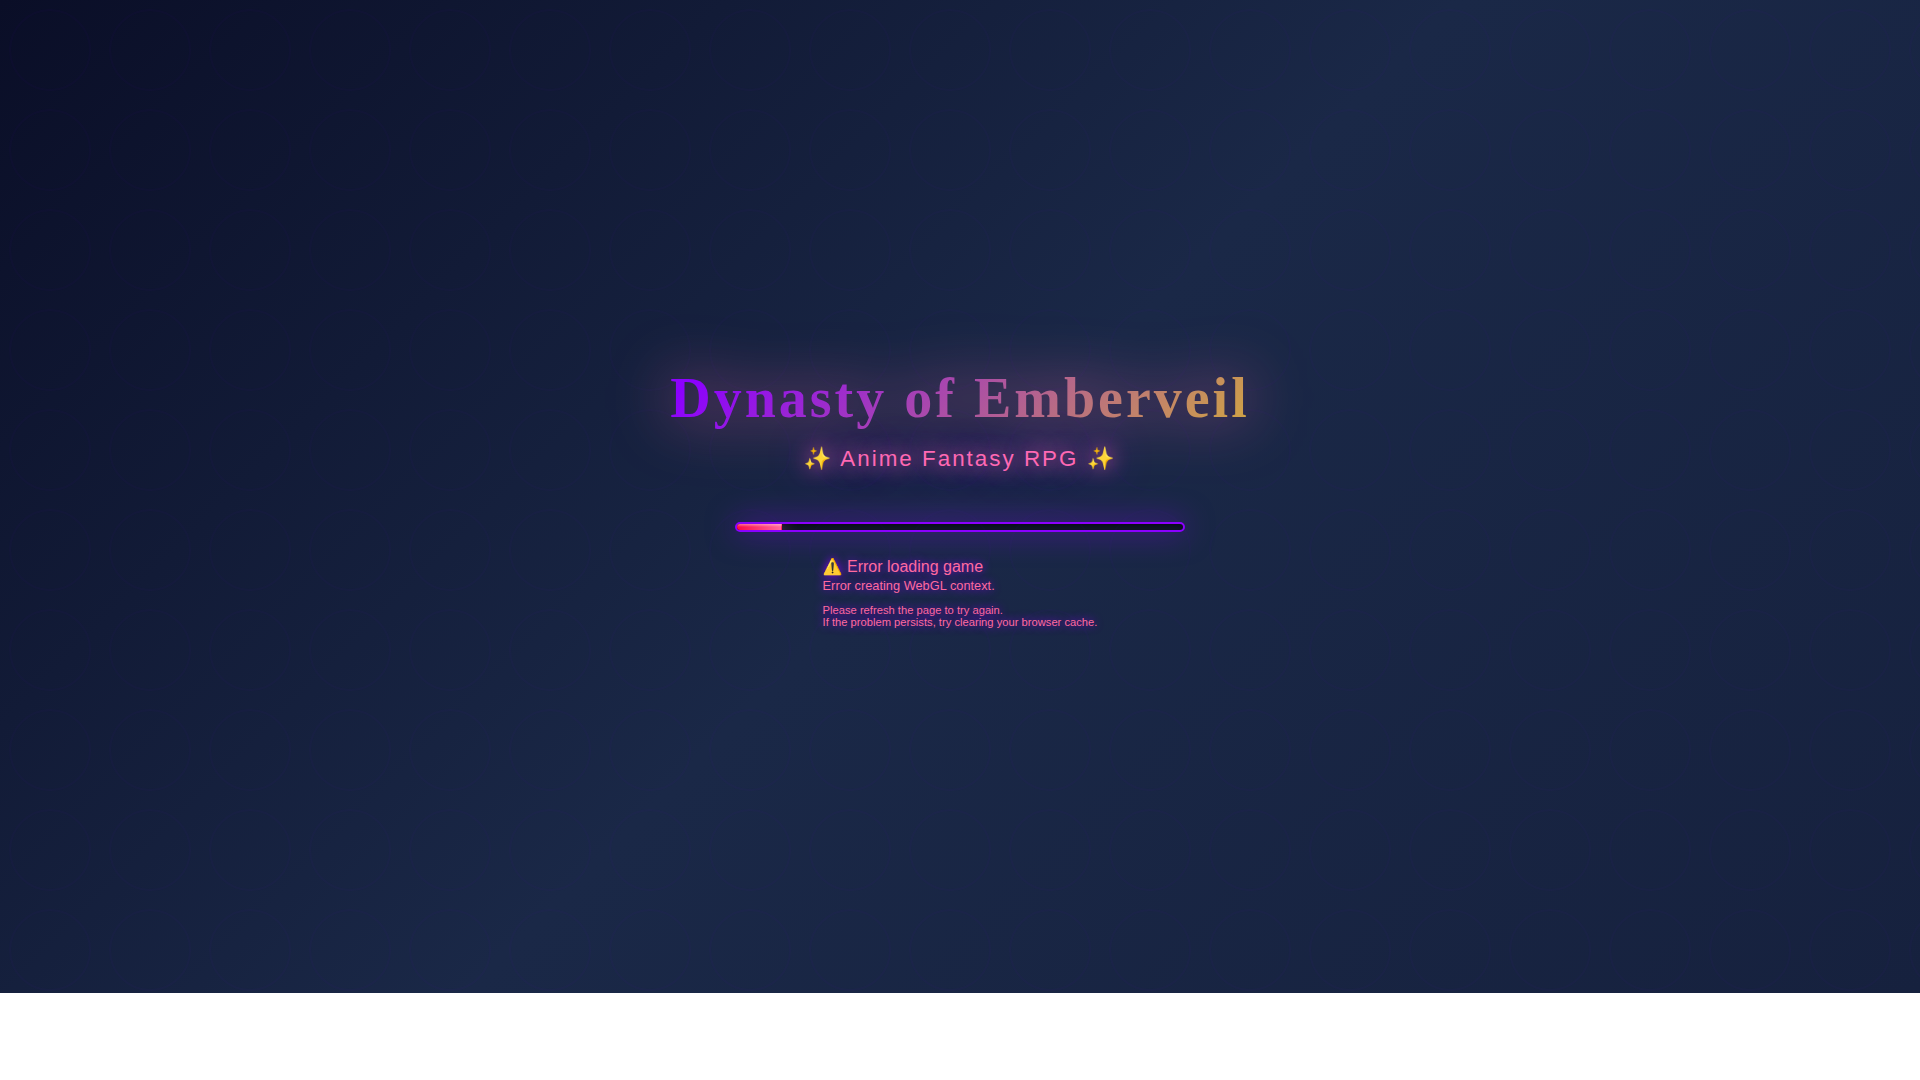 Dynasty of Emberveil
✨ Anime Fantasy RPG ✨
⚠️ Error loading game
Error creating WebGL context.
Please refresh the page to try again.
If the problem persists, try clearing your browser cache.